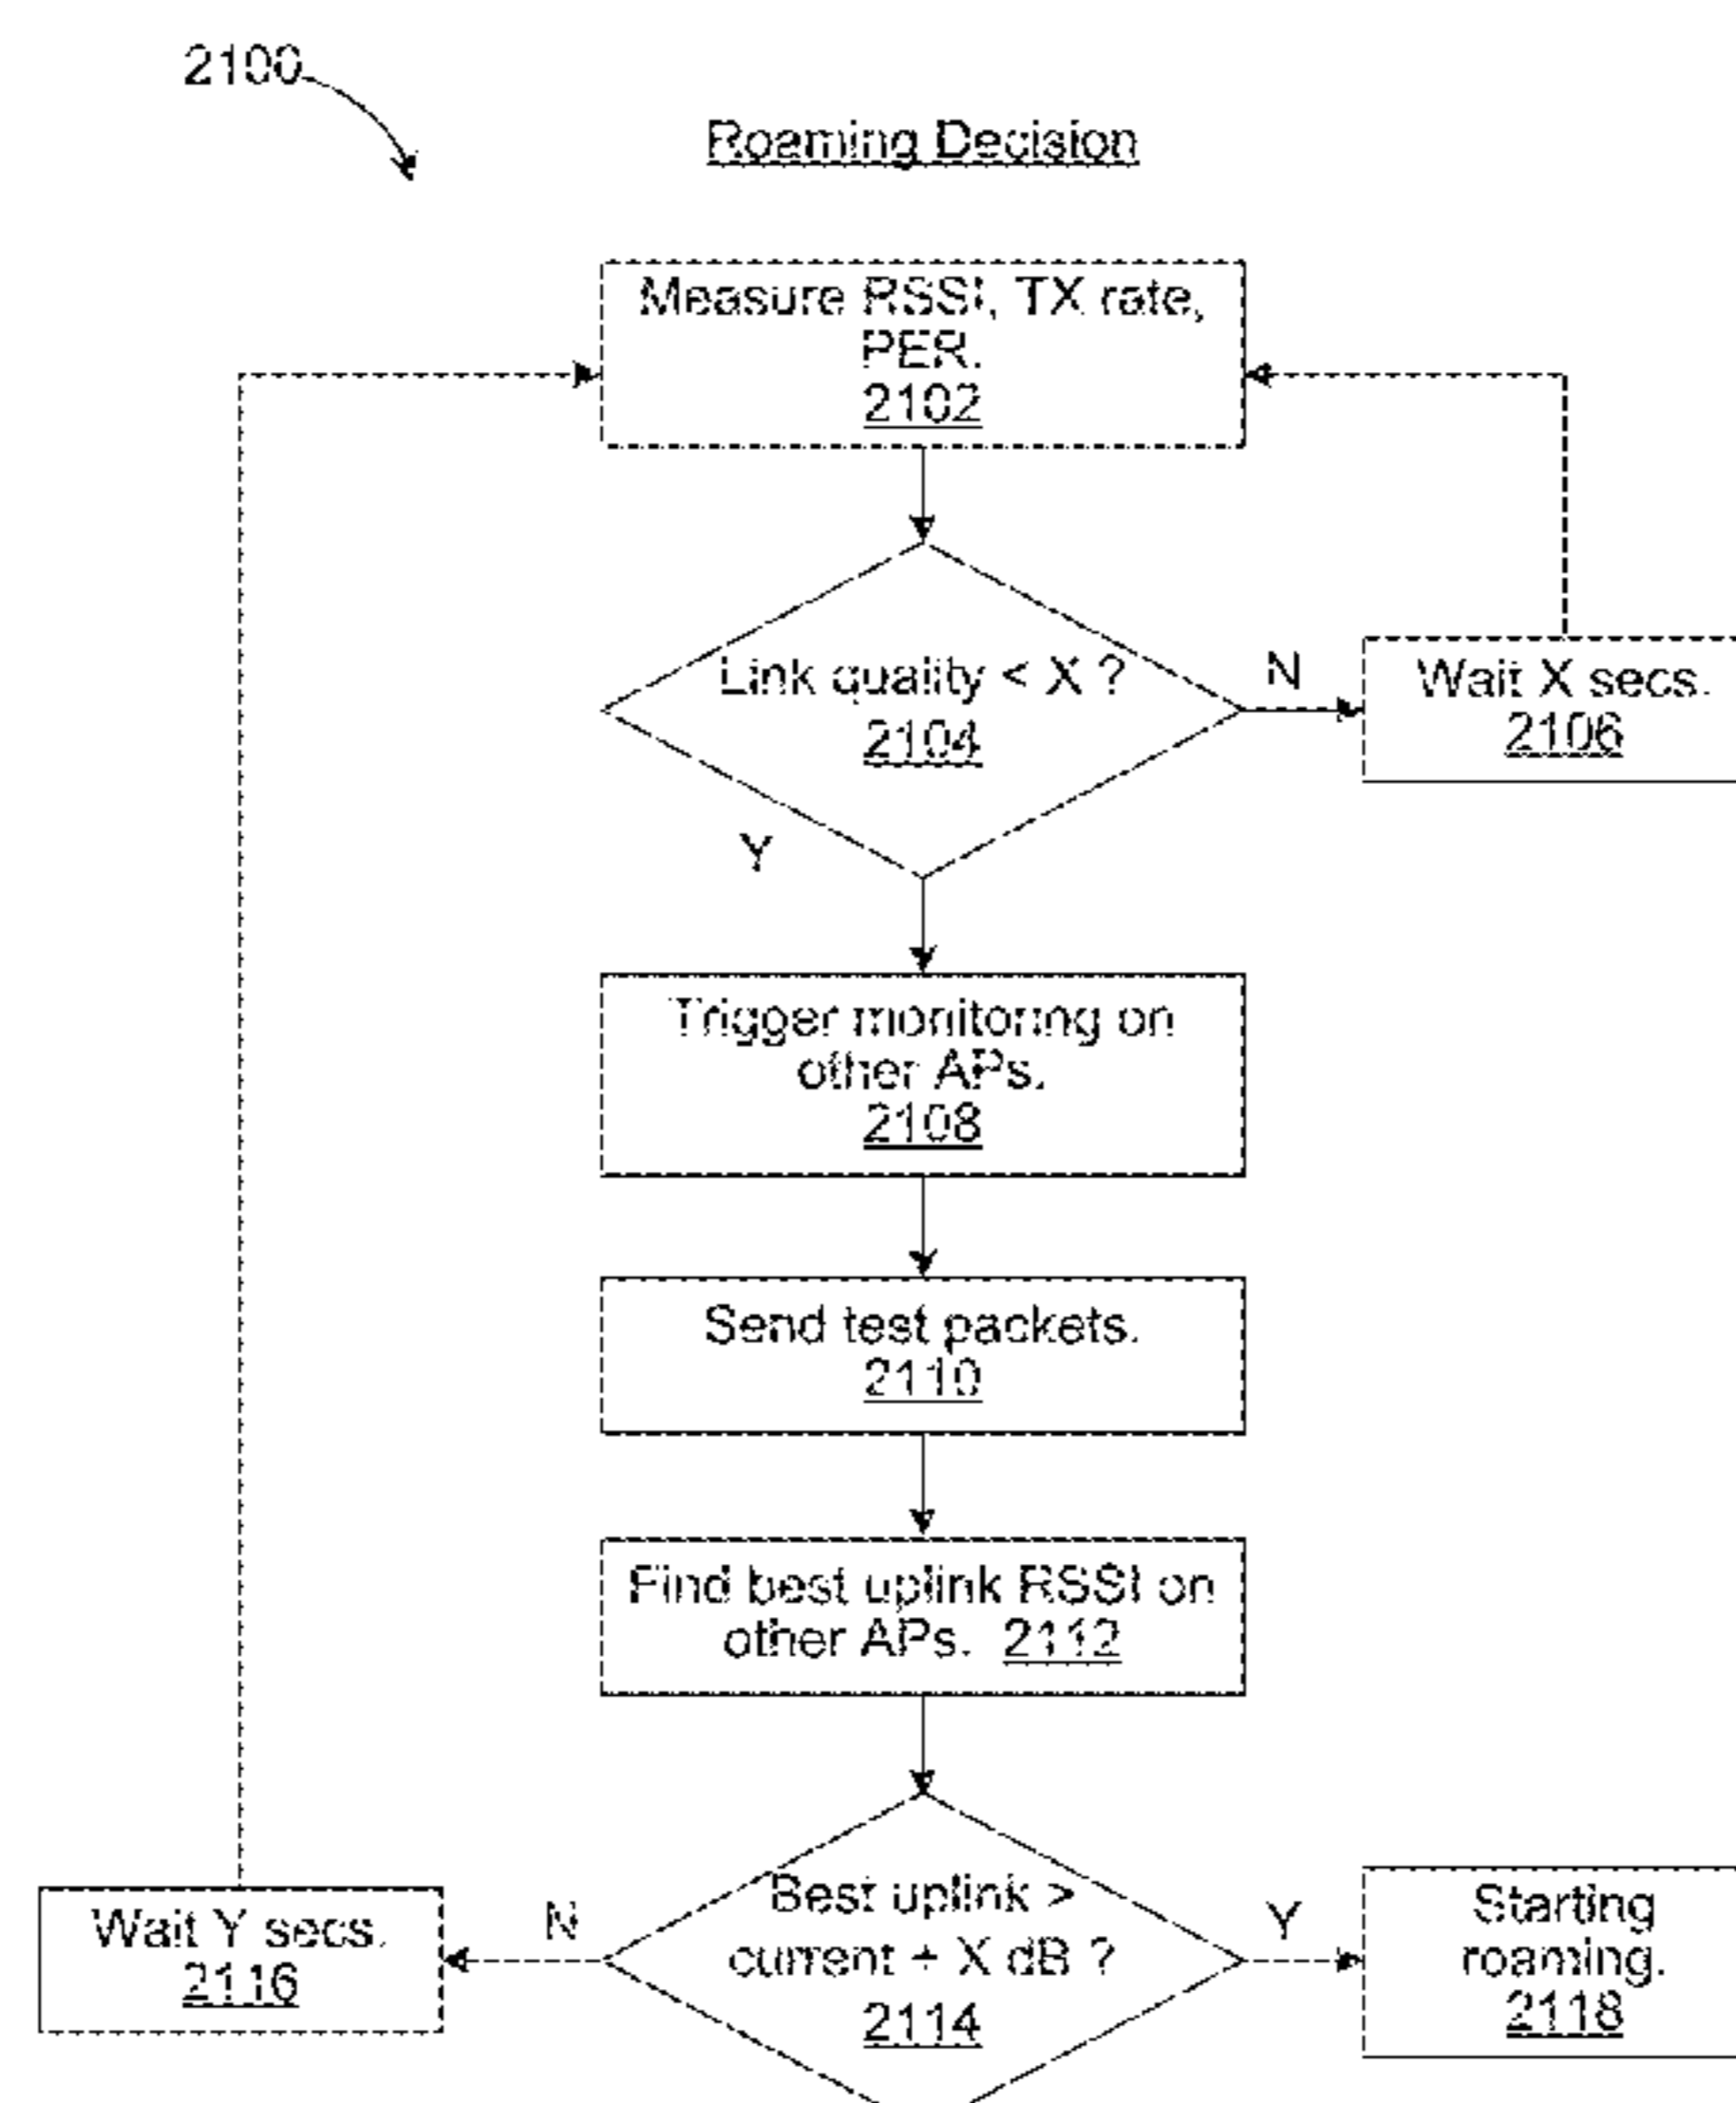 2100
Roaming Decision
Measure RSSI, TX rate,
PER.
2102
Link quality < X ?
2104
N
Wait X secs.
2106
Y
Trigger monitoring on
other APs.
2108
Send test packets.
2110
Find best uplink RSSI on
other APs. 2112
Best uplink >
current + X dB ?
2114
N
Wait Y secs.
2116
Y
Starting
roaming.
2118